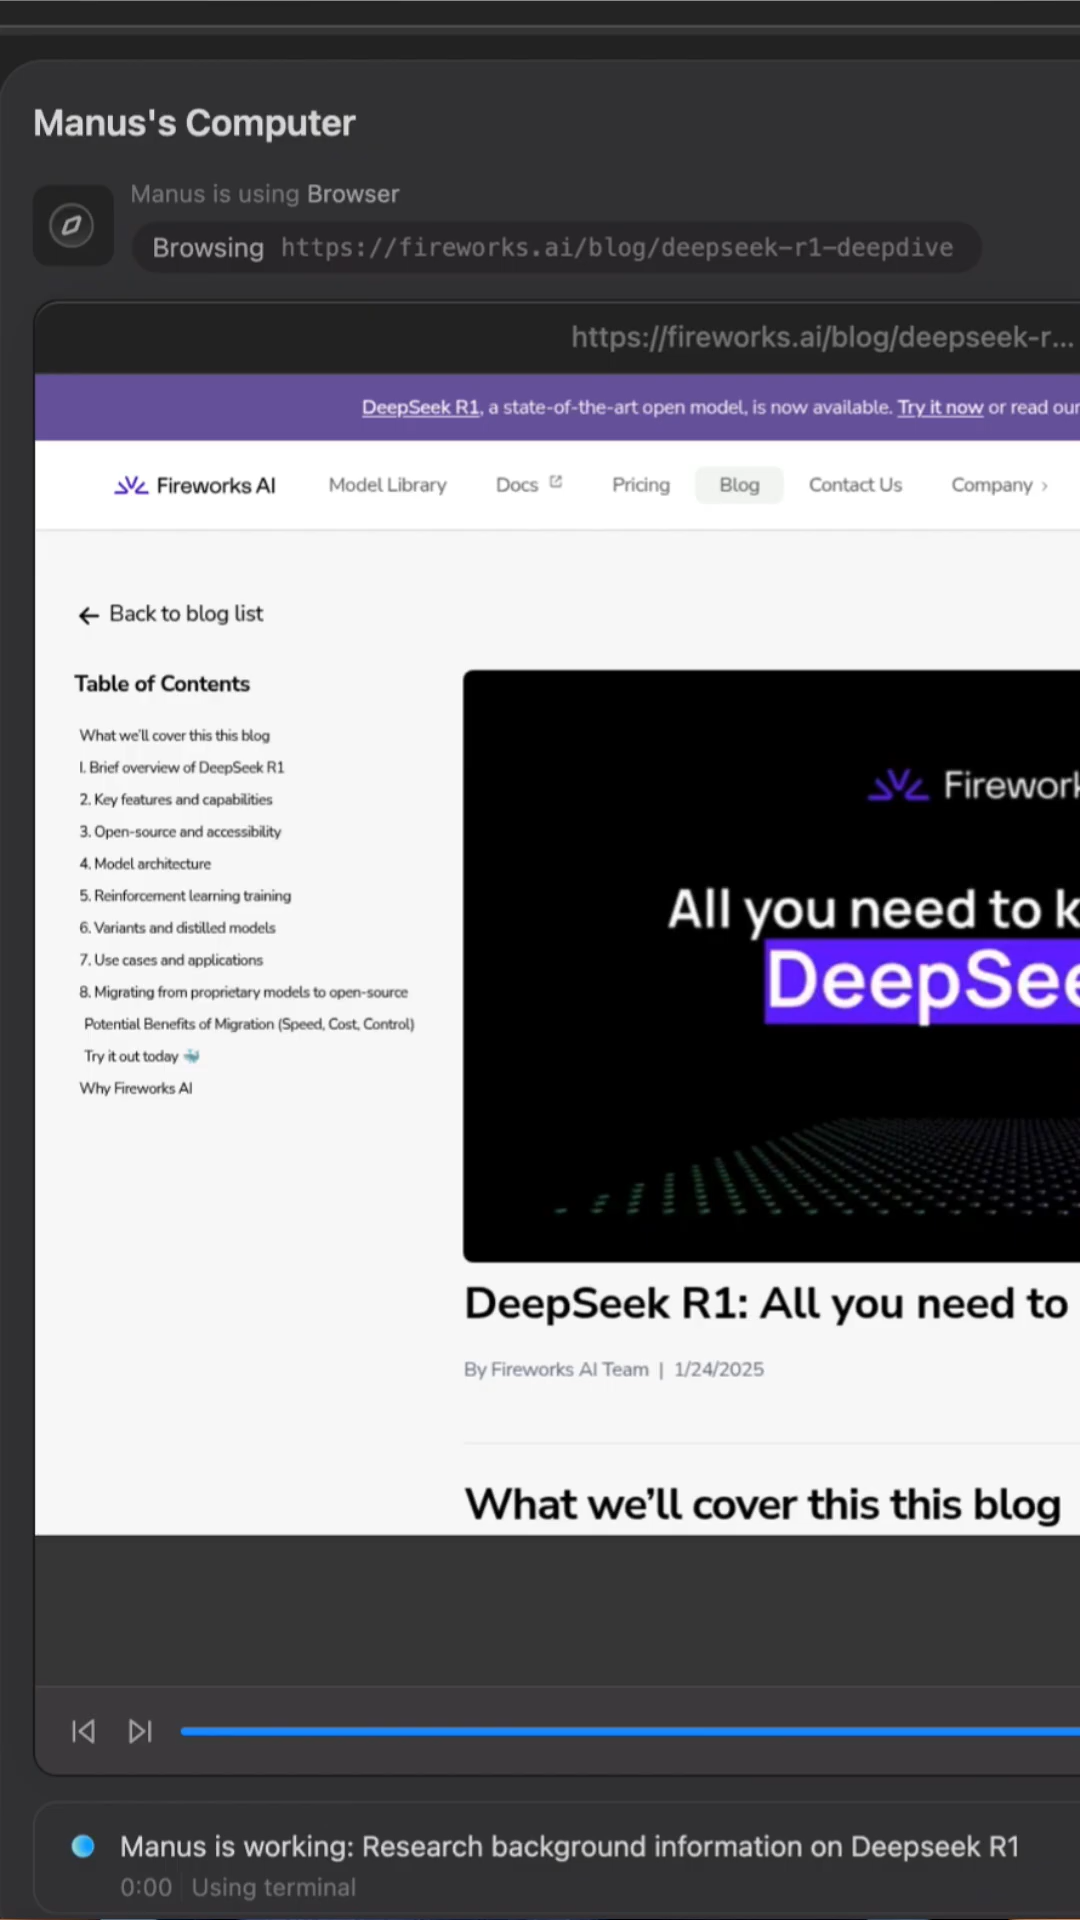 Manus's Computer
Manus is using Browser
Browsing https://fireworks.ai/blog/deepseek-r1-deepdive
https://fireworks.ai/blog/deepseek-r...
DeepSeek R1, a state-of-the-art open model, is now available. Try it now or read our
Fireworks AI Model Library Docs Pricing Blog Contact Us Company
Back to blog list
Table of Contents
What we'll cover this this blog
1. Brief overview of DeepSeek R1
2. Key features and capabilities
3. Open-source and accessibility
4. Model architecture
5. Reinforcement learning training
6. Variants and distilled models
7. Use cases and applications
8. Migrating from proprietary models to open-source
Potential Benefits of Migration (Speed, Cost, Control)
Try it out today 🐳
Why Fireworks AI
Firework
All you need to k
DeepSee
DeepSeek R1: All you need to
By Fireworks AI Team | 1/24/2025
What we'll cover this this blog
Manus is working: Research background information on Deepseek R1
0:00 Using terminal